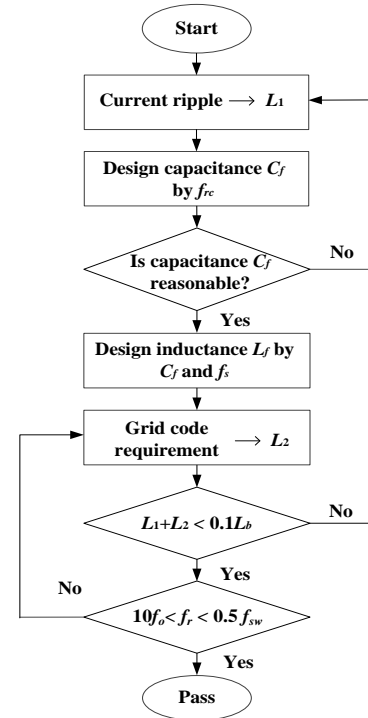 Start
Current ripple → L1
Design capacitance Cf
by frc
Is capacitance Cf
reasonable?
No
Yes
Design inductance Lf by
Cf and fs
Grid code
requirement → L2
L1+L2 < 0.1Lb
No
Yes
No
10fo< fr < 0.5 fsw
Yes
Pass